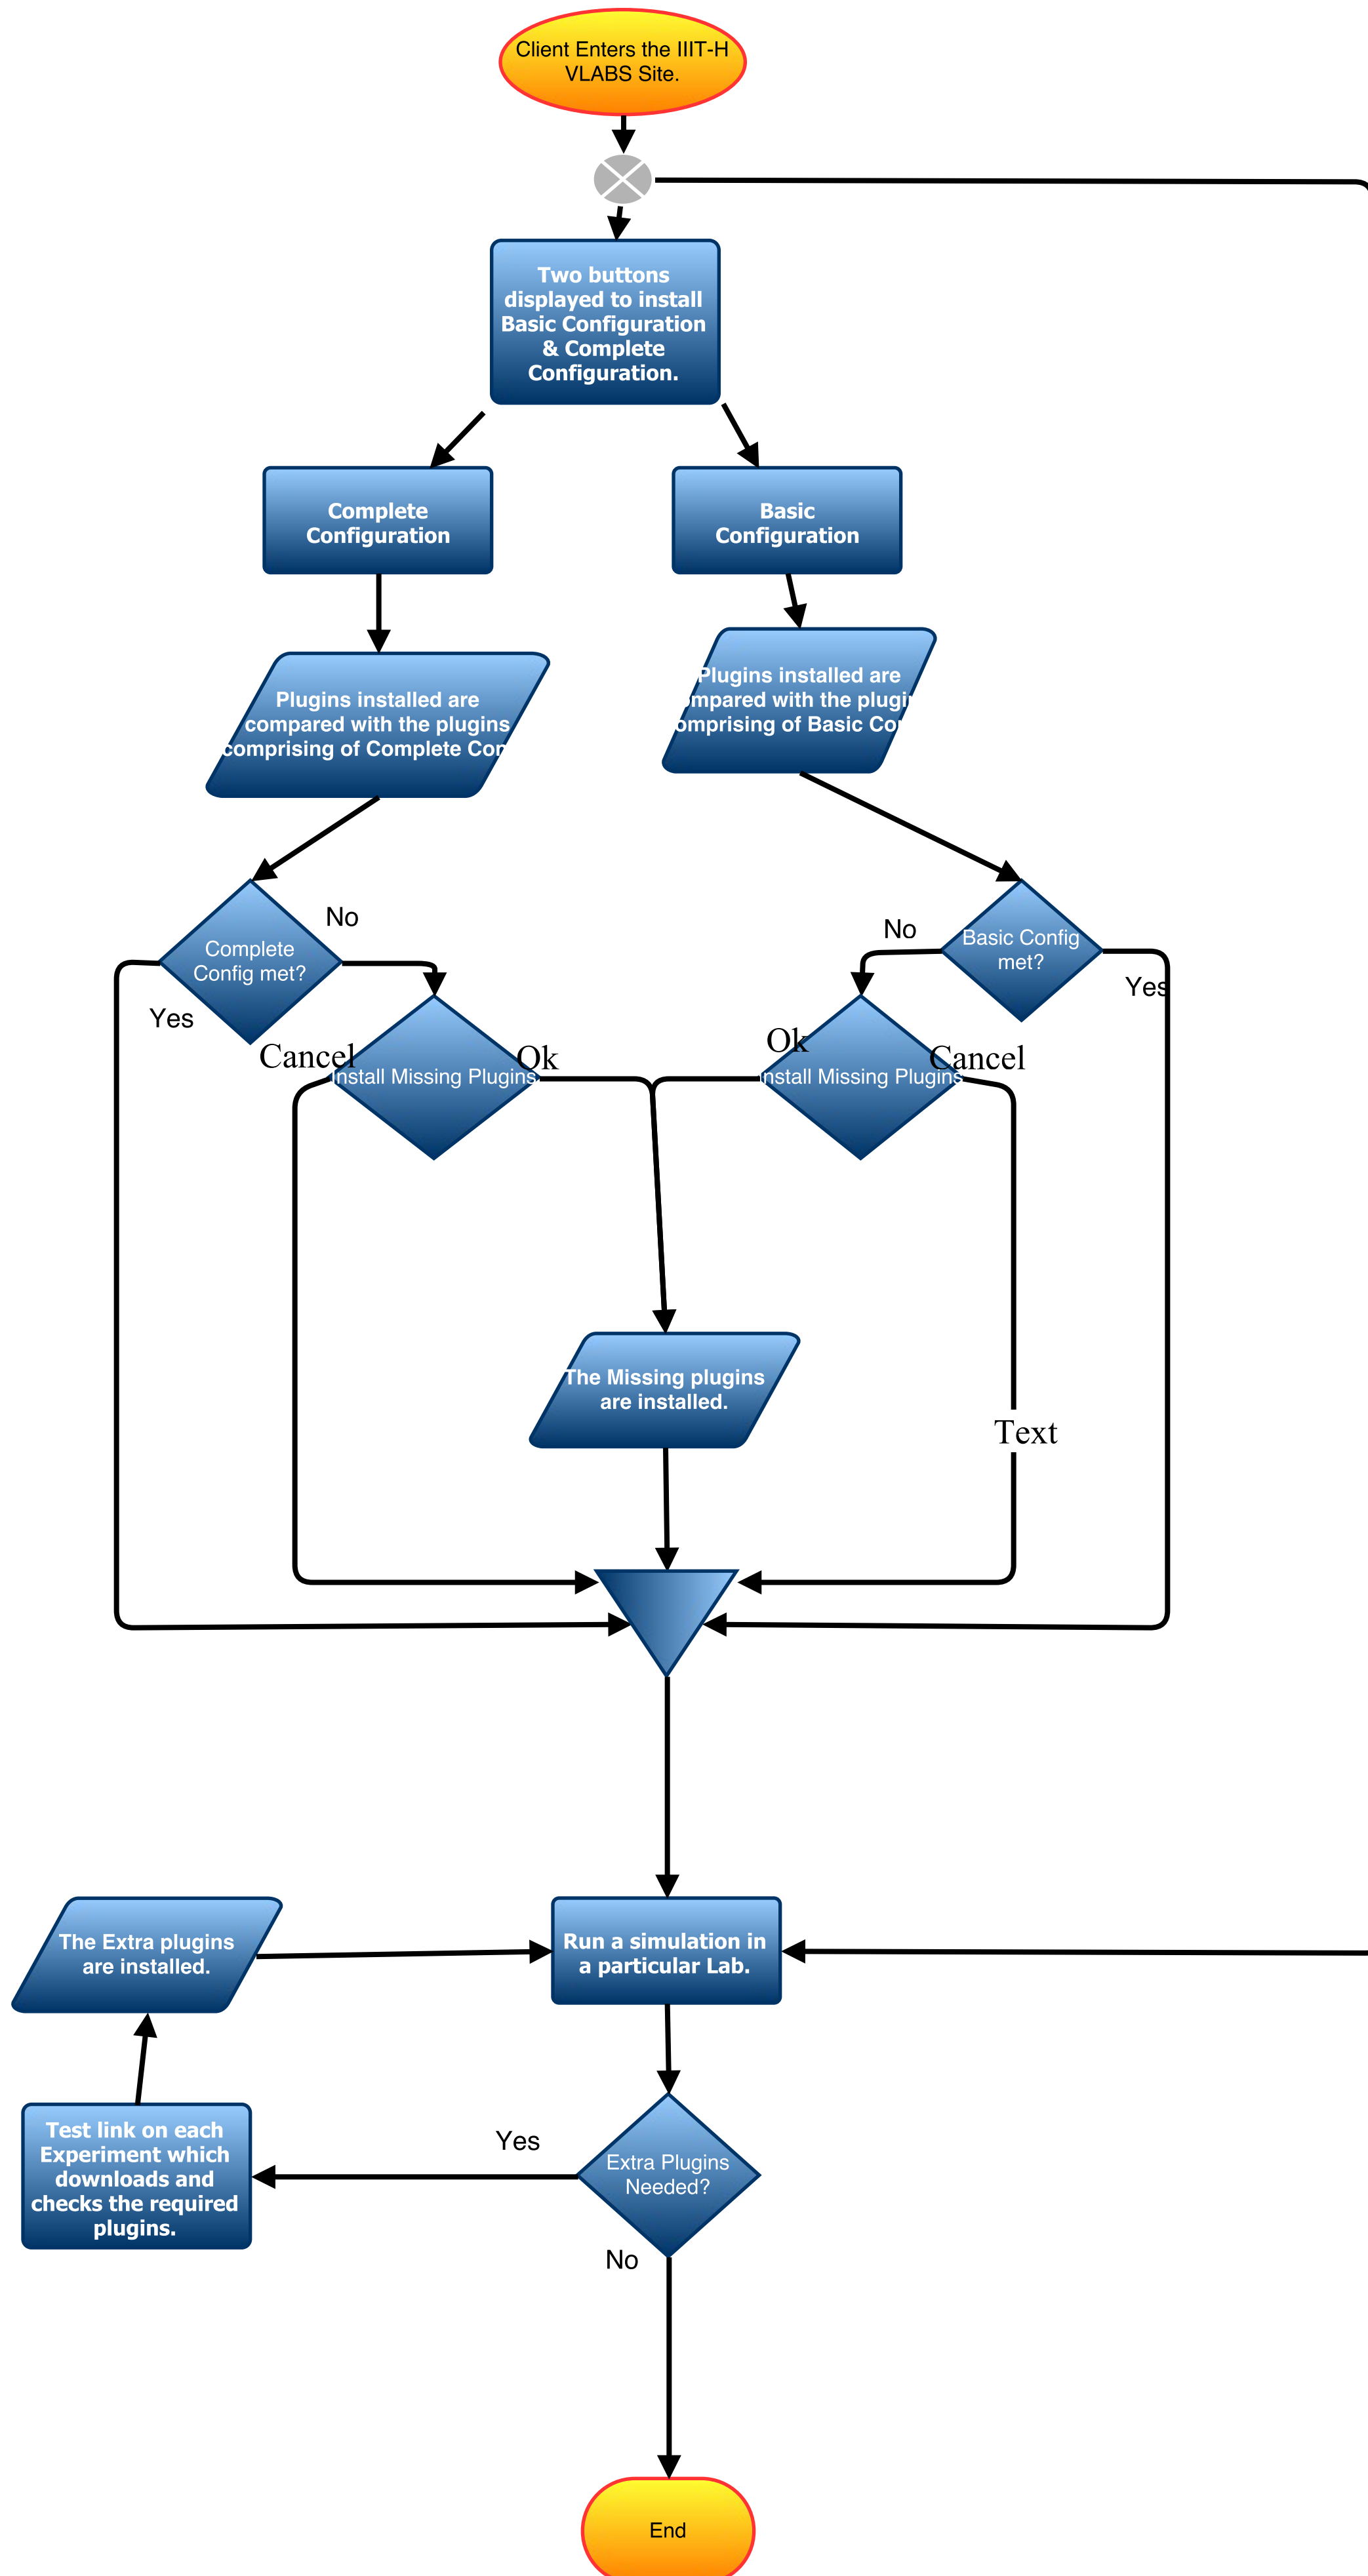 Client Enters the IIIT-H
VLABS Site.
Two buttons
displayed to install
Basic Configuration
& Complete
Configuration.
Complete
Configuration
Basic
Configuration
Plugins installed are
compared with the plugins
comprising of Complete Con
Plugins installed are
ompared with the plugi
omprising of Basic Co
No
Complete
Config met?
Yes
No
Basic Config
met?
Yes
Cancel
Install Missing Plugins.
Ok
Ok
Install Missing Plugins
Cancel
The Missing plugins
are installed.
Text
The Extra plugins
are installed.
Run a simulation in
a particular Lab.
Test link on each
Experiment which
downloads and
checks the required
plugins.
Yes
Extra Plugins
Needed?
No
End